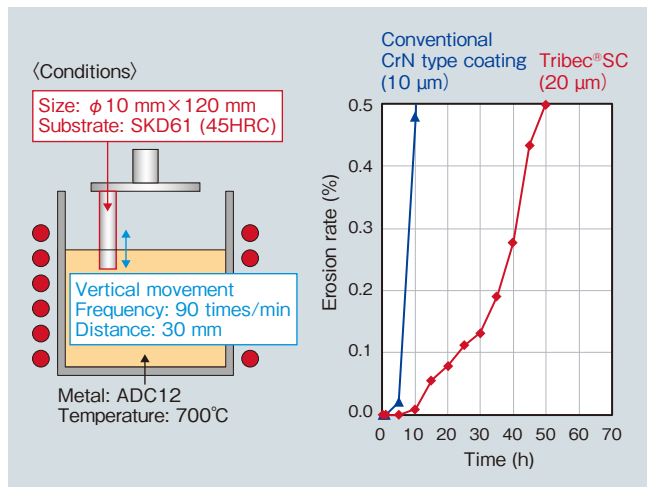 〈Conditions〉
Size: φ10 mm×120 mm
Substrate: SKD61 (45HRC)
Vertical movement
Frequency: 90 times/min
Distance: 30 mm
Metal: ADC12
Temperature: 700℃
Conventional
CrN type coating
(10 μm)
Tribec®SC
(20 μm)
Erosion rate (%)
0.5
0.4
0.3
0.2
0.1
0.0
0 10 20 30 40 50 60 70
Time (h)